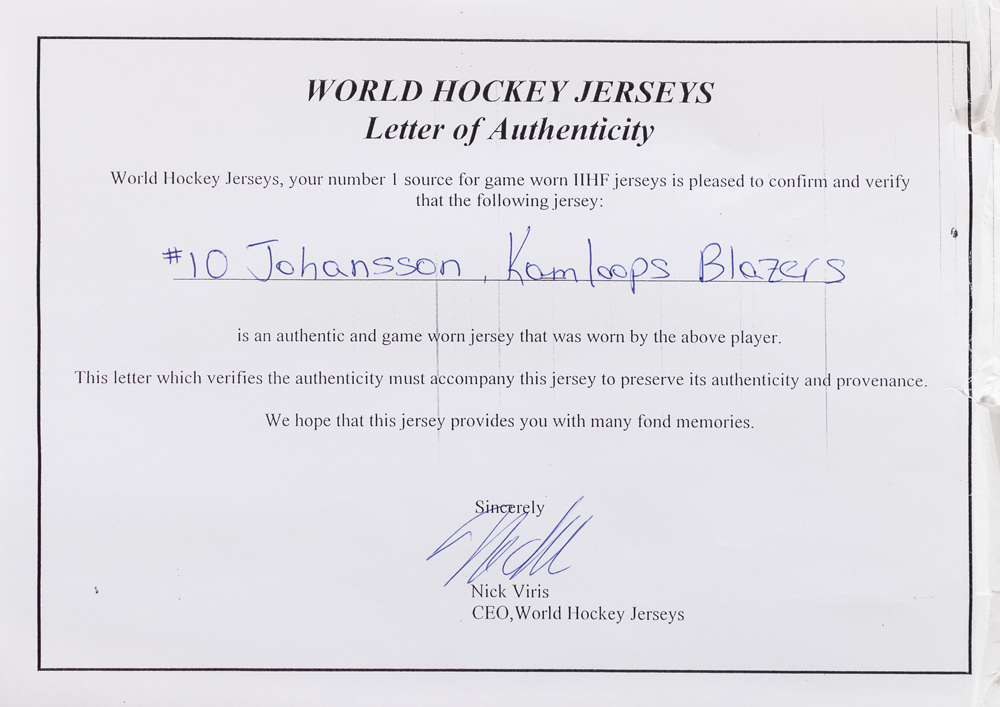 WORLD HOCKEY JERSEYS
Letter of Authenticity
World Hockey Jerseys, your number 1 source for game worn IIHF jerseys is pleased to confirm and verify
that the following jersey:
#10 Johansson, Kamloops Blazers
is an authentic and game worn jersey that was worn by the above player.
This letter which verifies the authenticity must accompany this jersey to preserve its authenticity and provenance.
We hope that this jersey provides you with many fond memories.
Sincerely
Nick Viris
CEO,World Hockey Jerseys